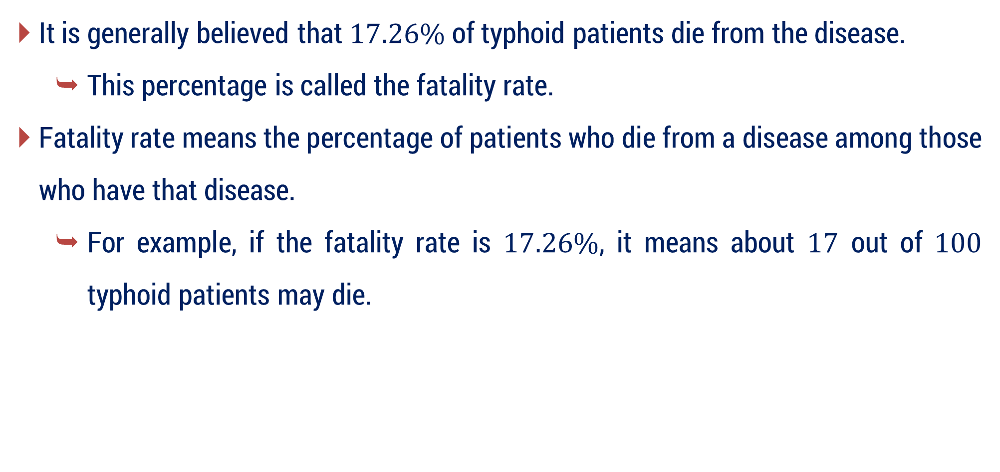 It is generally believed that 17.26% of typhoid patients die from the disease.
This percentage is called the fatality rate.
Fatality rate means the percentage of patients who die from a disease among those
who have that disease.
For example, if the fatality rate is 17.26%, it means about 17 out of 100
typhoid patients may die.